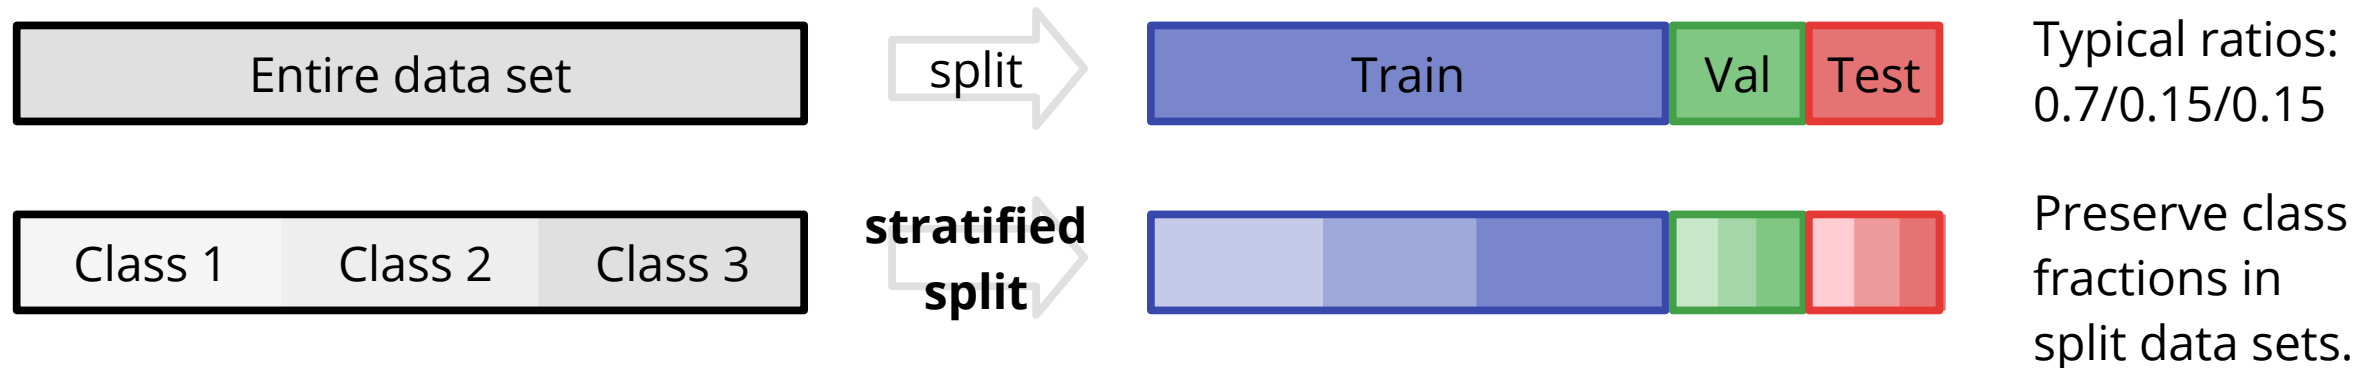 Entire data set
split
Train
Val
Test
Typical ratios:
0.7/0.15/0.15
Class 1
Class 2
Class 3
stratified
split
Preserve class
fractions in
split data sets.